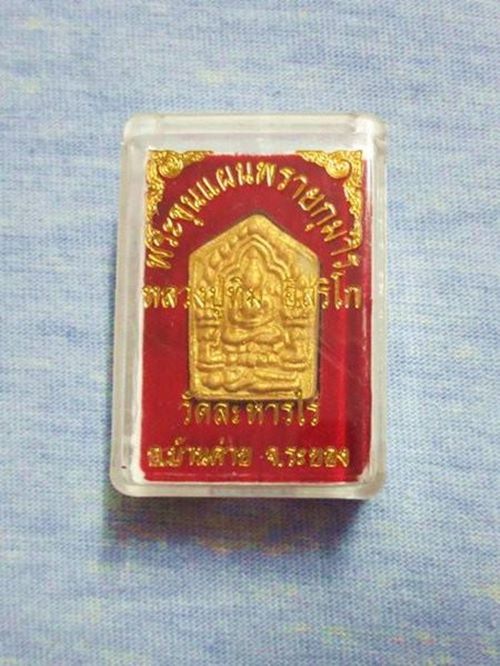 พระขุนแผนพรายกุมาร
หลวงปู่ทิม อิสริโก
วัดละหารไร่
อ.บ้านค่าย จ.ระยอง